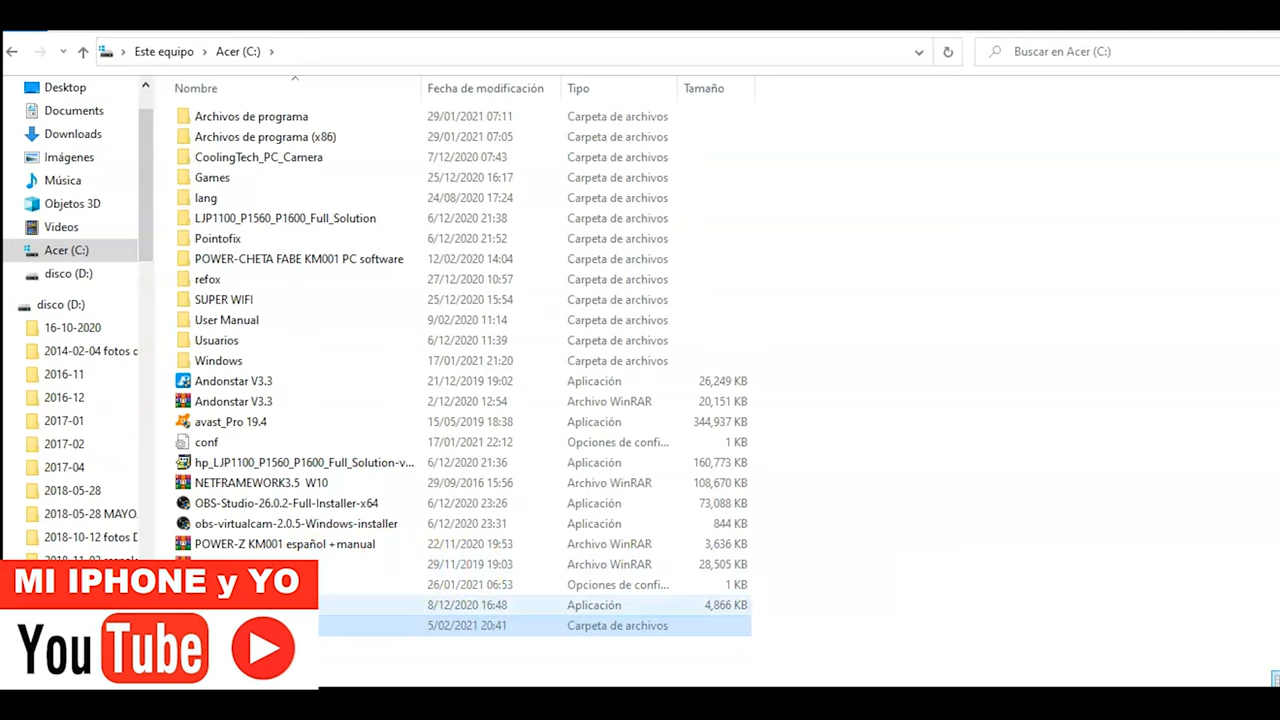 Este equipo > Acer (C:) >
Buscar en Acer (C:)
Nombre Fecha de modificación Tipo Tamaño
Desktop
Documents
Downloads
Imágenes
Música
Objetos 3D
Videos
Acer (C:)
disco (D:)
disco (D:)
16-10-2020
2014-02-04 fotos
2016-11
2016-12
2017-01
2017-02
2017-04
2018-05-28
2018-05-28 MAYO.
2018-10-12 fotos
Archivos de programa 29/01/2021 07:11 Carpeta de archivos
Archivos de programa (x86) 29/01/2021 07:05 Carpeta de archivos
CoolingTech_PC_Camera 7/12/2020 07:43 Carpeta de archivos
Games 25/12/2020 16:17 Carpeta de archivos
lang 24/08/2020 17:24 Carpeta de archivos
LJP1100_P1560_P1600_Full_Solution 6/12/2020 21:38 Carpeta de archivos
Pointofix 6/12/2020 21:52 Carpeta de archivos
POWER-CHETA FABE KM001 PC software 12/02/2020 14:04 Carpeta de archivos
refox 27/12/2020 10:57 Carpeta de archivos
SUPER WIFI 25/12/2020 15:54 Carpeta de archivos
User Manual 9/02/2020 11:14 Carpeta de archivos
Usuarios 6/12/2020 11:39 Carpeta de archivos
Windows 17/01/2021 21:20 Carpeta de archivos
Andonstar V3.3 21/12/2019 19:02 Aplicación 26,249 KB
Andonstar V3.3 2/12/2020 12:54 Archivo WinRAR 20,151 KB
avast_Pro 19.4 15/05/2019 18:38 Aplicación 344,937 KB
conf 17/01/2021 22:12 Opciones de confi... 1 KB
hp_LJP1100_P1560_P1600_Full_Solution-v... 6/12/2020 21:36 Aplicación 160,773 KB
NETFRAMEWORK3.5 W10 29/09/2016 15:56 Archivo WinRAR 108,670 KB
OBS-Studio-26.0.2-Full-Installer-x64 6/12/2020 23:26 Aplicación 73,088 KB
obs-virtualcam-2.0.5-Windows-installer 6/12/2020 23:31 Aplicación 844 KB
POWER-Z KM001 español +manual 22/11/2020 19:53 Archivo WinRAR 3,636 KB
29/11/2019 19:03 Archivo WinRAR 28,505 KB
26/01/2021 06:53 Opciones de confi... 1 KB
8/12/2020 16:48 Aplicación 4,866 KB
5/02/2021 20:41 Carpeta de archivos
MI IPHONE y YO
YouTube